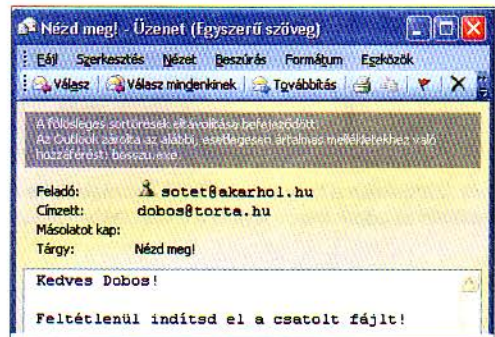 Nézd meg! - Üzenet (Egyszerű szöveg)
Fájl Szerkesztés Nézet Beszúrás Formátum Eszközök
Válasz Válasz mindenkinek Továbbítás
A fölösleges sortörések eltávolítása befejeződött.
Az Outlook zárolta az alábbi, esetlegesen ártalmas mellékletekhez való
hozzáférést: bosszu.exe.
Feladó: sotet@akarhol.hu
Címzett: dobos@torta.hu
Másolatot kap:
Tárgy: Nézd meg!
Kedves Dobos!
Feltétlenül indítsd el a csatolt fájlt!